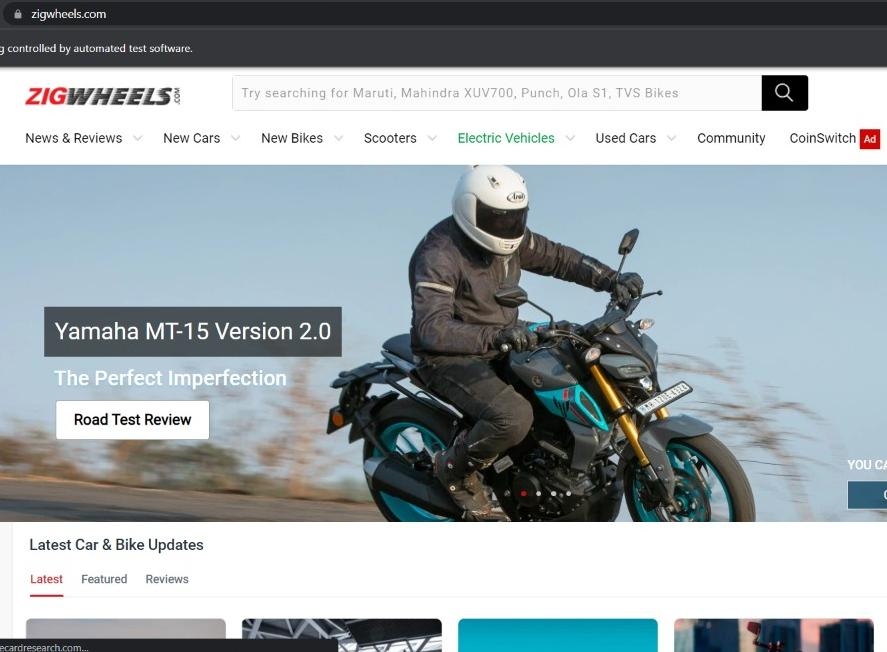 zigwheels.com
g controlled by automated test software.
ZIGWHEELS.COM
Try searching for Maruti, Mahindra XUV700, Punch, Ola S1, TVS Bikes
News & Reviews New Cars New Bikes Scooters Electric Vehicles Used Cars Community CoinSwitch Ad
Arai
Yamaha MT-15 Version 2.0
The Perfect Imperfection
Road Test Review
YOU CA
Latest Car & Bike Updates
Latest Featured Reviews
ecardresearch.com...